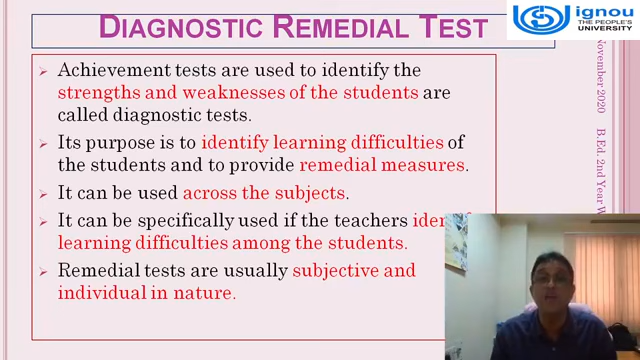 DIAGNOSTIC REMEDIAL TEST
ignou
THE PEOPLE'S
UNIVERSITY
Achievement tests are used to identify the
strengths and weaknesses of the students are
called diagnostic tests.
Its purpose is to identify learning difficulties of
the students and to provide remedial measures.
It can be used across the subjects.
It can be specifically used if the teachers
learning difficulties among the students.
Remedial tests are usually subjective and
individual in nature.
November 2020 B.Ed. 2nd Year